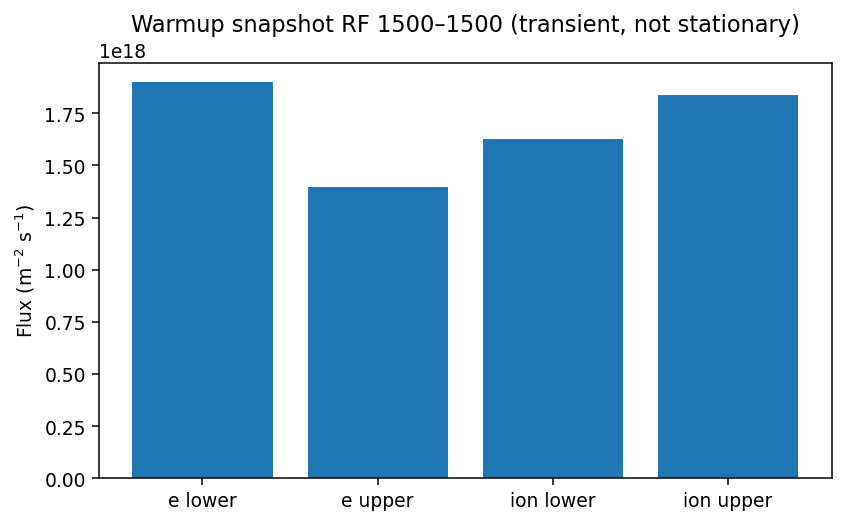 Warmup snapshot RF 1500–1500 (transient, not stationary)
1e18
1.75
1.50
1.25
1.00
0.75
0.50
0.25
0.00
Flux (m⁻² s⁻¹)
e lower
e upper
ion lower
ion upper